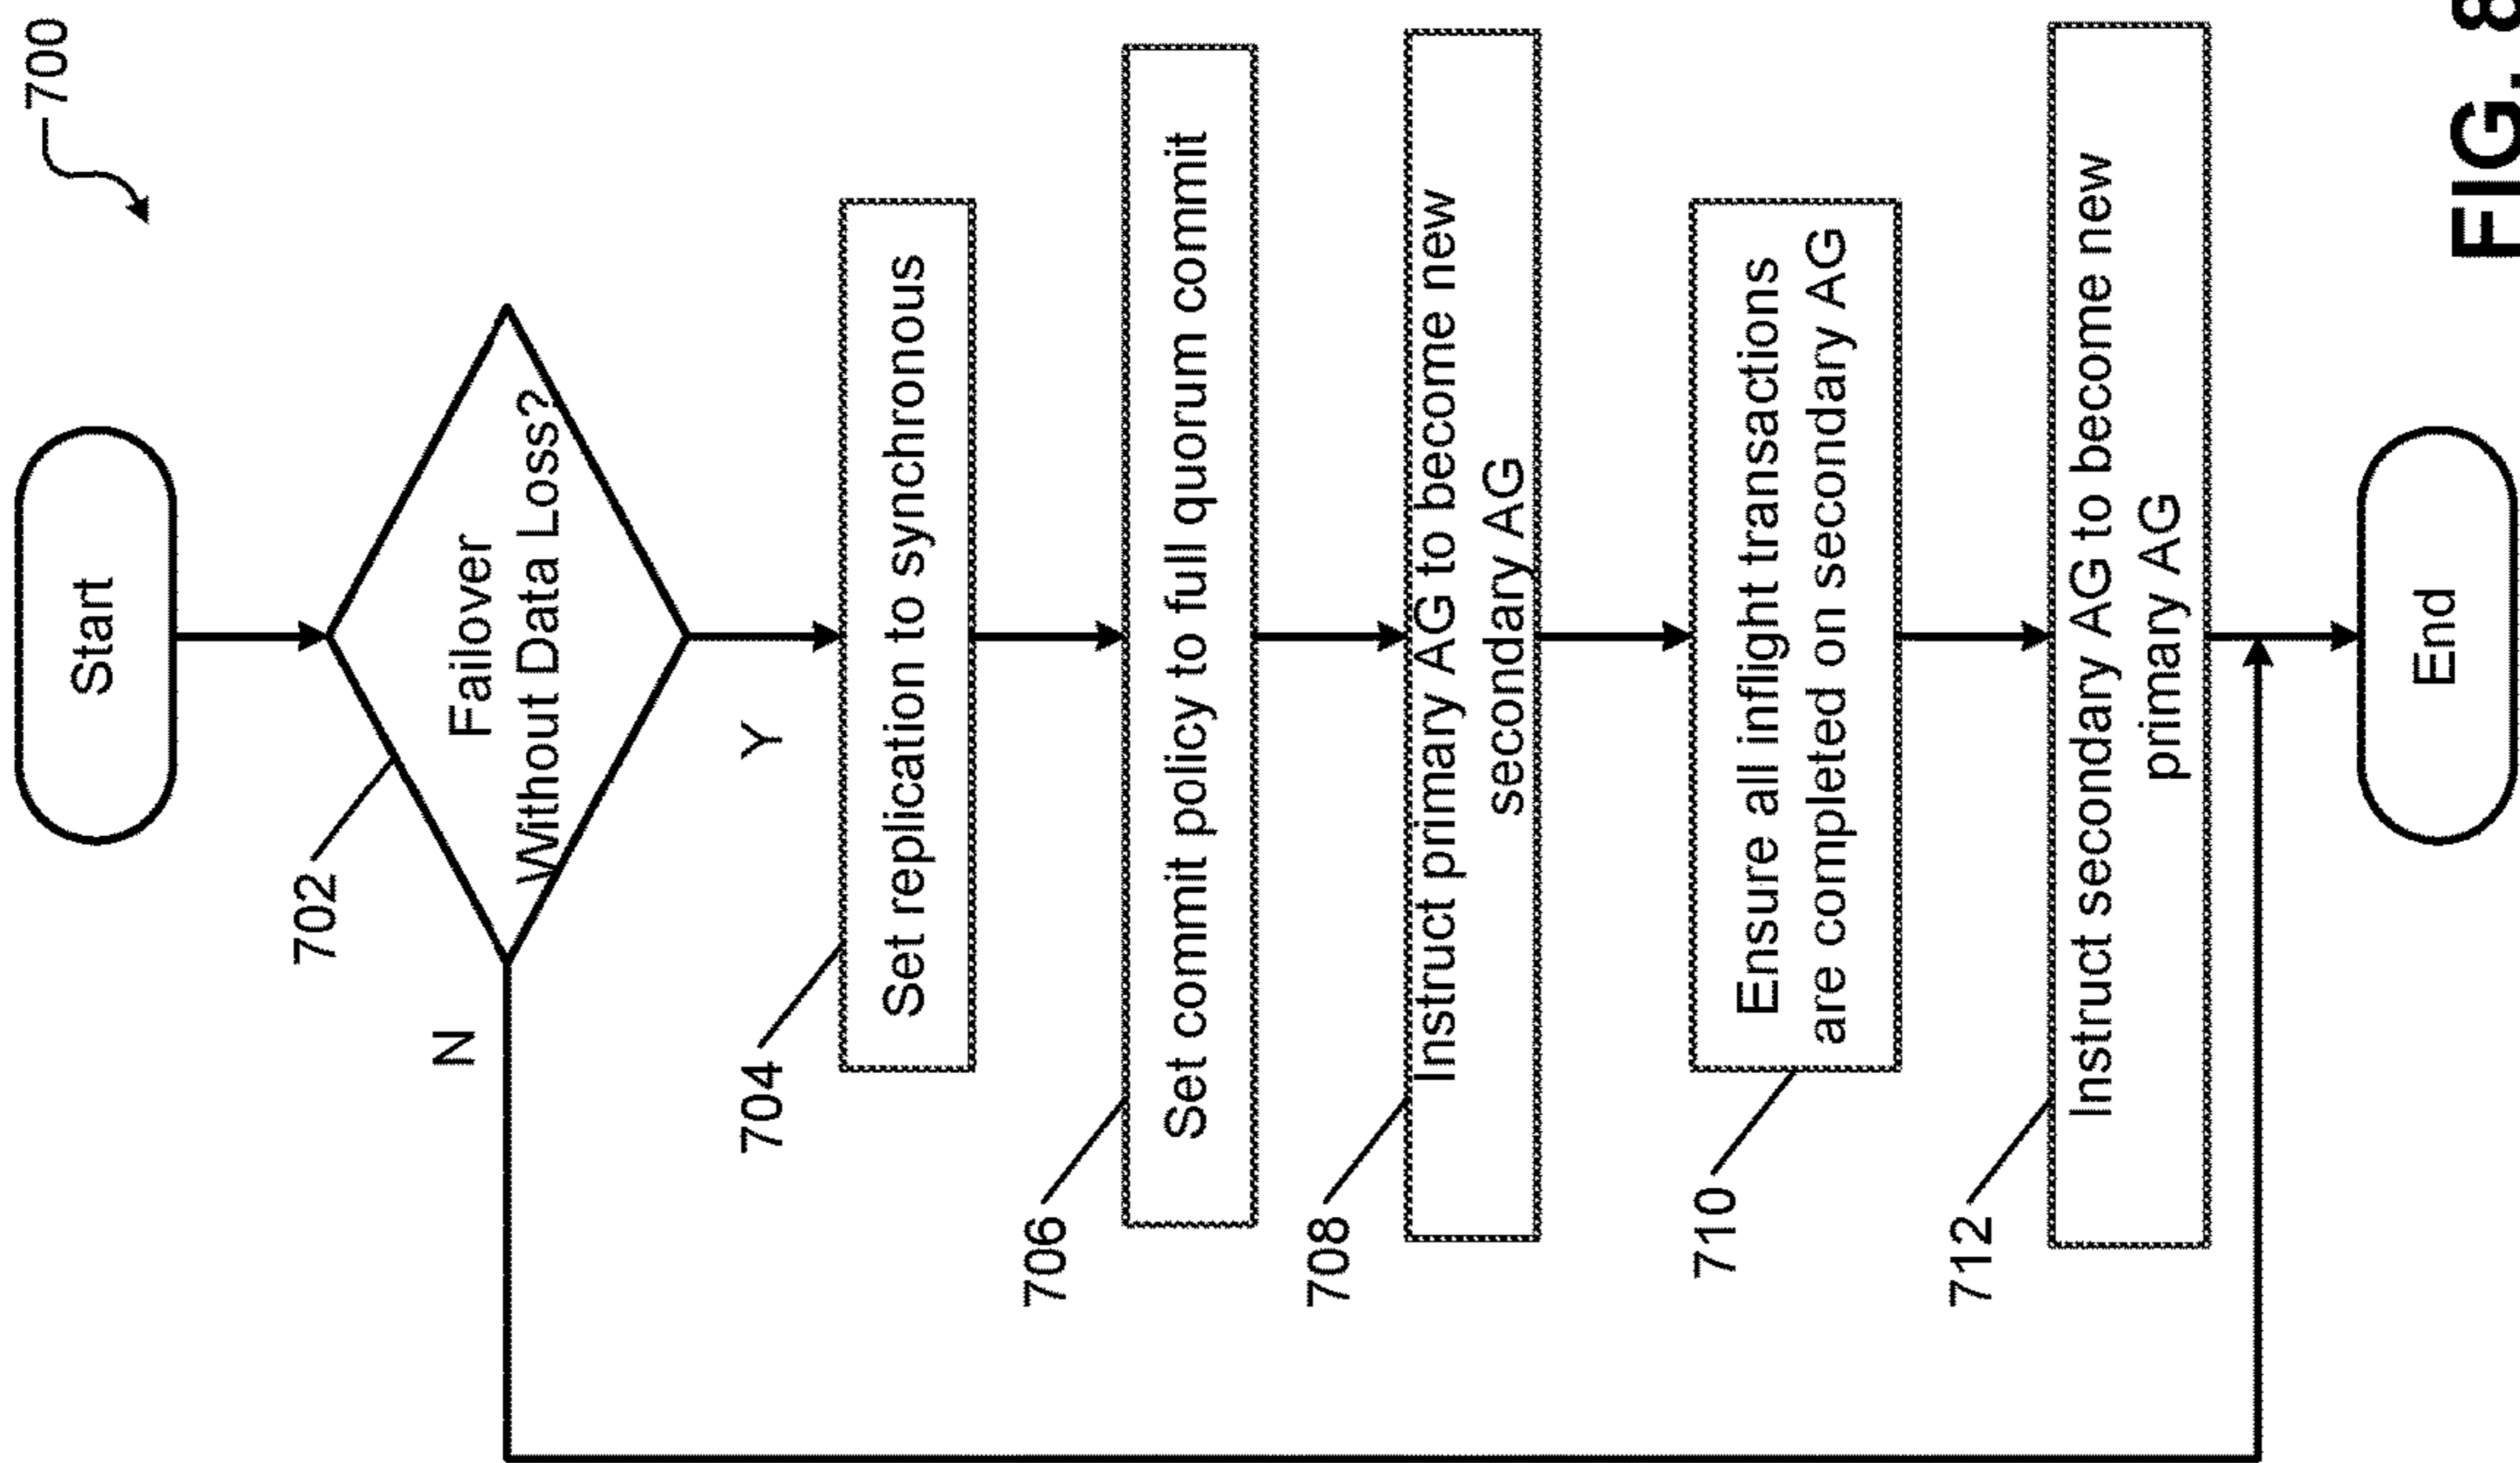 700
Start
702
Failover
Without Data Loss?
N
Y
704
Set replication to synchronous
706
Set commit policy to full quorum commit
708
Instruct primary AG to become new
secondary AG
710
Ensure all inflight transactions
are completed on secondary AG
712
Instruct secondary AG to become new
primary AG
End
FIG. 8